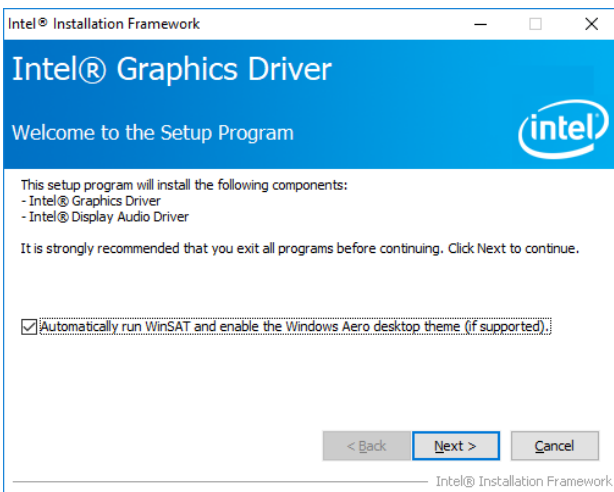 Intel® Installation Framework
Intel® Graphics Driver
Welcome to the Setup Program
intel
This setup program will install the following components:
- Intel® Graphics Driver
- Intel® Display Audio Driver
It is strongly recommended that you exit all programs before continuing. Click Next to continue.
Automatically run WinSAT and enable the Windows Aero desktop theme (if supported).
< Back Next > Cancel
Intel® Installation Framework